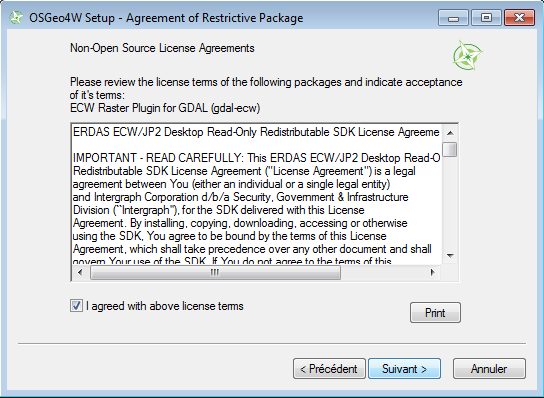 OSGeo4W Setup - Agreement of Restrictive Package
Non-Open Source License Agreements
Please review the license terms of the following packages and indicate acceptance
of it's terms:
ECW Raster Plugin for GDAL (gdal-ecw)
ERDAS ECW/JP2 Desktop Read-Only Redistributable SDK License Agreeme
IMPORTANT - READ CAREFULLY: This ERDAS ECW/JP2 Desktop Read-O
Redistributable SDK License Agreement ("License Agreement") is a legal
agreement between You (either an individual or a single legal entity)
and Intergraph Corporation d/b/a Security, Government & Infrastructure
Division (``Intergraph"), for the SDK delivered with this License
Agreement. By installing, copying, downloading, accessing or otherwise
using the SDK, You agree to be bound by the terms of this License
Agreement, which shall take precedence over any other document and shall
govern Your use of the SDK. If You do not agree to the terms of this
I agreed with above license terms
Print
< Précédent
Suivant >
Annuler